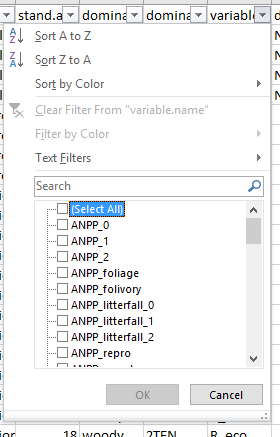 stand.a domina domina variable
Sort A to Z
Sort Z to A
Sort by Color
Clear Filter From "variable.name"
Filter by Color
Text Filters
Search
(Select All)
ANPP_0
ANPP_1
ANPP_2
ANPP_foliage
ANPP_folivory
ANPP_litterfall_0
ANPP_litterfall_1
ANPP_litterfall_2
ANPP_repro
OK Cancel
18 woody 2TEN R_eco